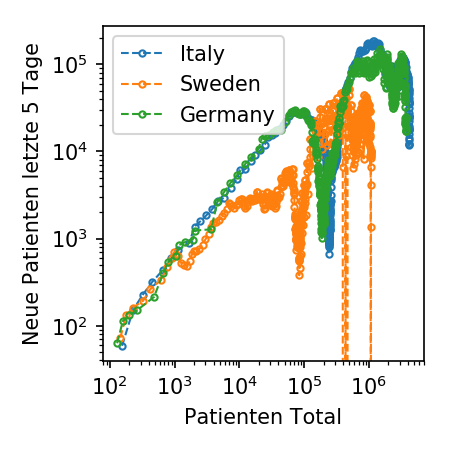 Italy
Sweden
Germany
Neue Patienten letzte 5 Tage
10⁵
10⁴
10³
10²
10² 10³ 10⁴ 10⁵ 10⁶
Patienten Total